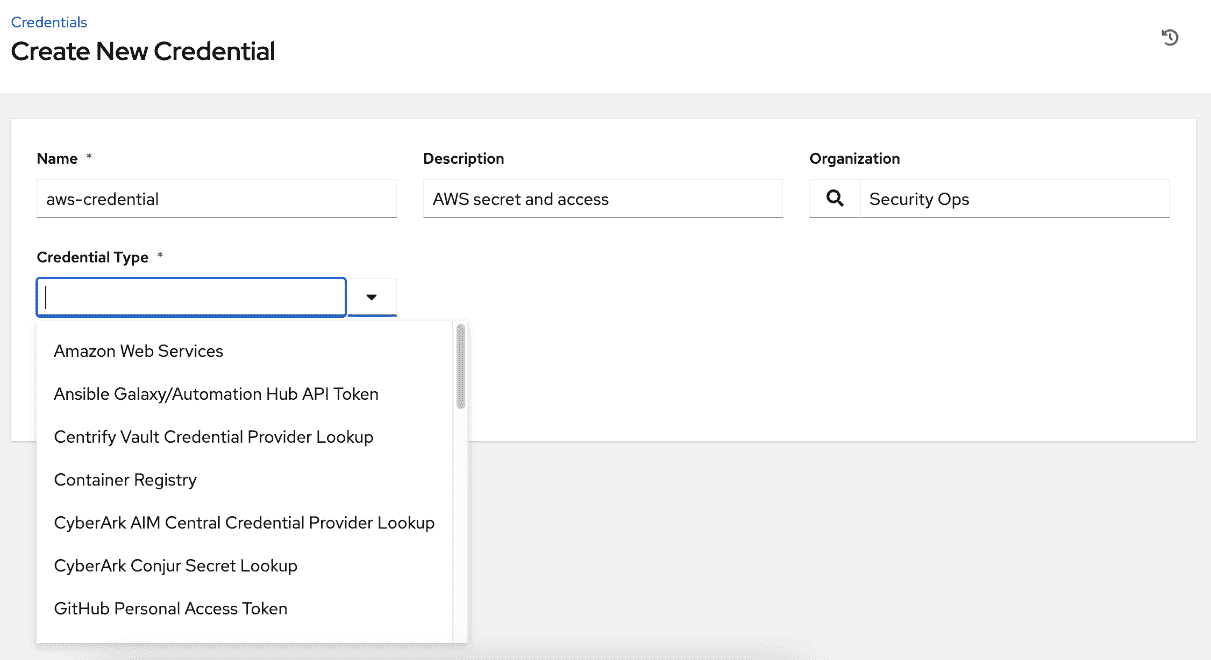 Credentials
Create New Credential
Name *
Description
Organization
aws-credential
AWS secret and access
Security Ops
Credential Type *
Amazon Web Services
Ansible Galaxy/Automation Hub API Token
Centrify Vault Credential Provider Lookup
Container Registry
CyberArk AIM Central Credential Provider Lookup
CyberArk Conjur Secret Lookup
GitHub Personal Access Token